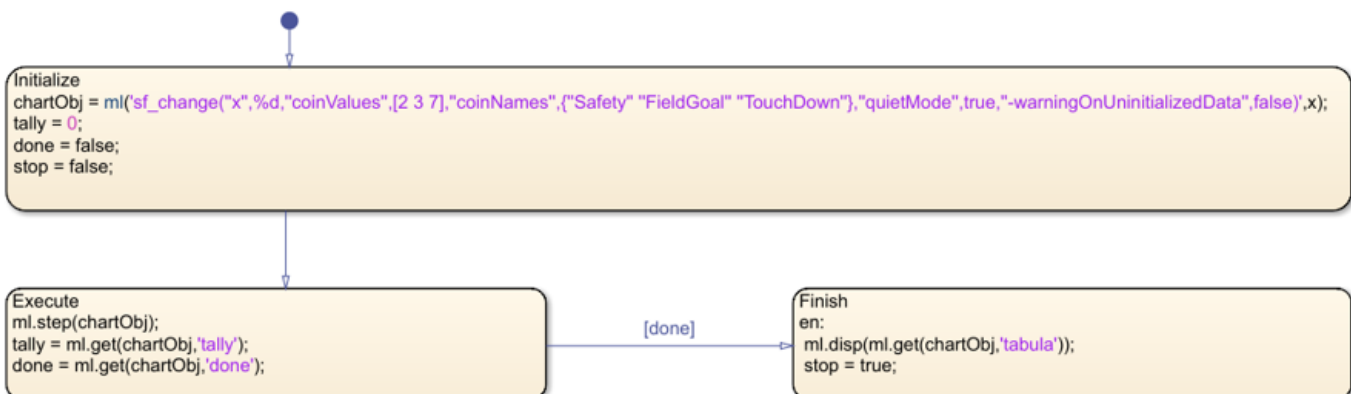 Initialize
chartObj = ml('sf_change("x",%d,"coinValues",[2 3 7],"coinNames",{"Safety" "FieldGoal" "TouchDown"},"quietMode",true,"-warningOnUninitializedData",false)',x);
tally = 0;
done = false;
stop = false;
Execute
ml.step(chartObj);
tally = ml.get(chartObj,'tally');
done = ml.get(chartObj,'done');
[done]
Finish
en:
ml.disp(ml.get(chartObj,'tabula'));
stop = true;